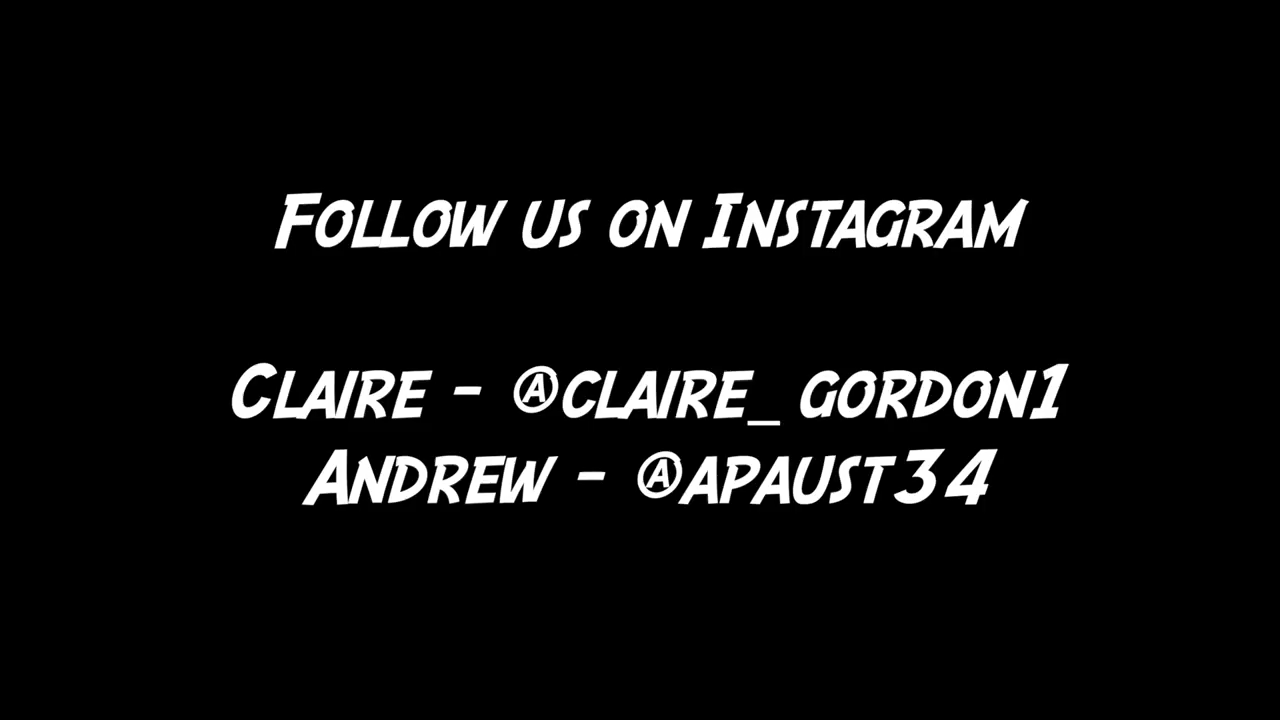 Follow us on Instagram
Claire - @claire_gordon1
Andrew - @apaust34